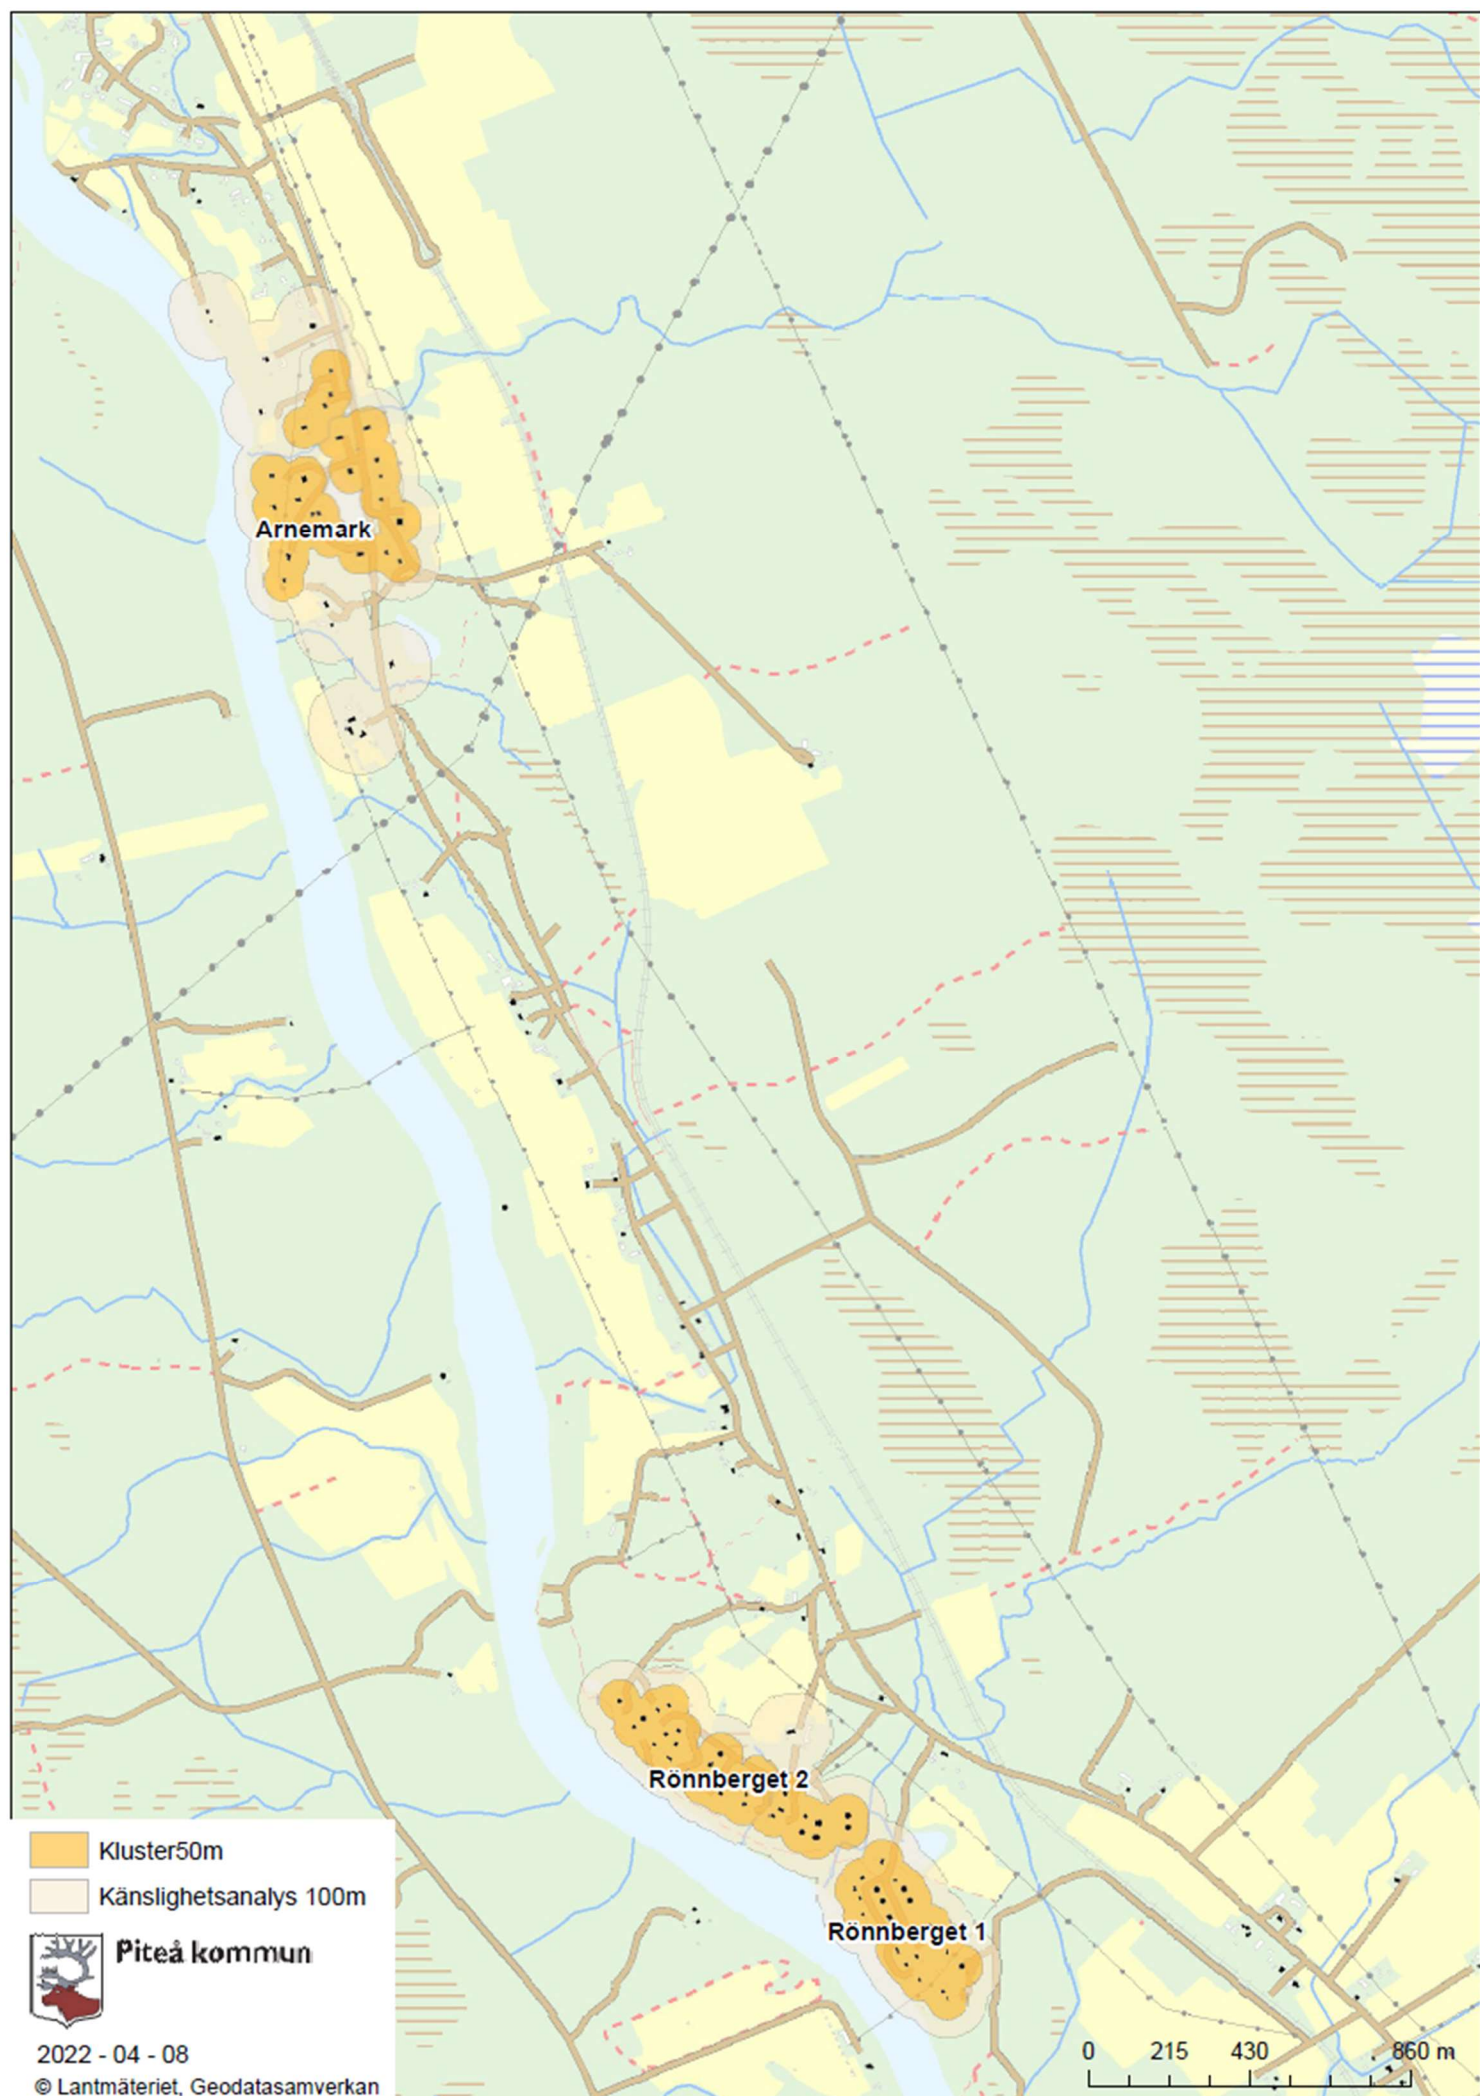 Arnemark
Rönnberget 2
Rönnberget 1
Kluster50m
Känslighetsanalys 100m
Piteå kommun
2022 - 04 - 08
© Lantmäteriet, Geodatasamverkan
0 215 430 860 m